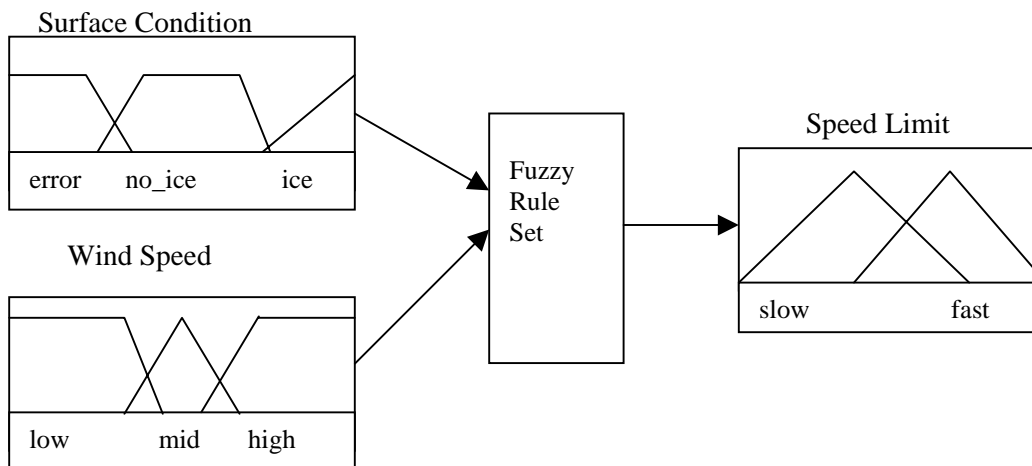 Surface Condition
error no_ice ice
Wind Speed
low mid high
Fuzzy
Rule
Set
Speed Limit
slow fast